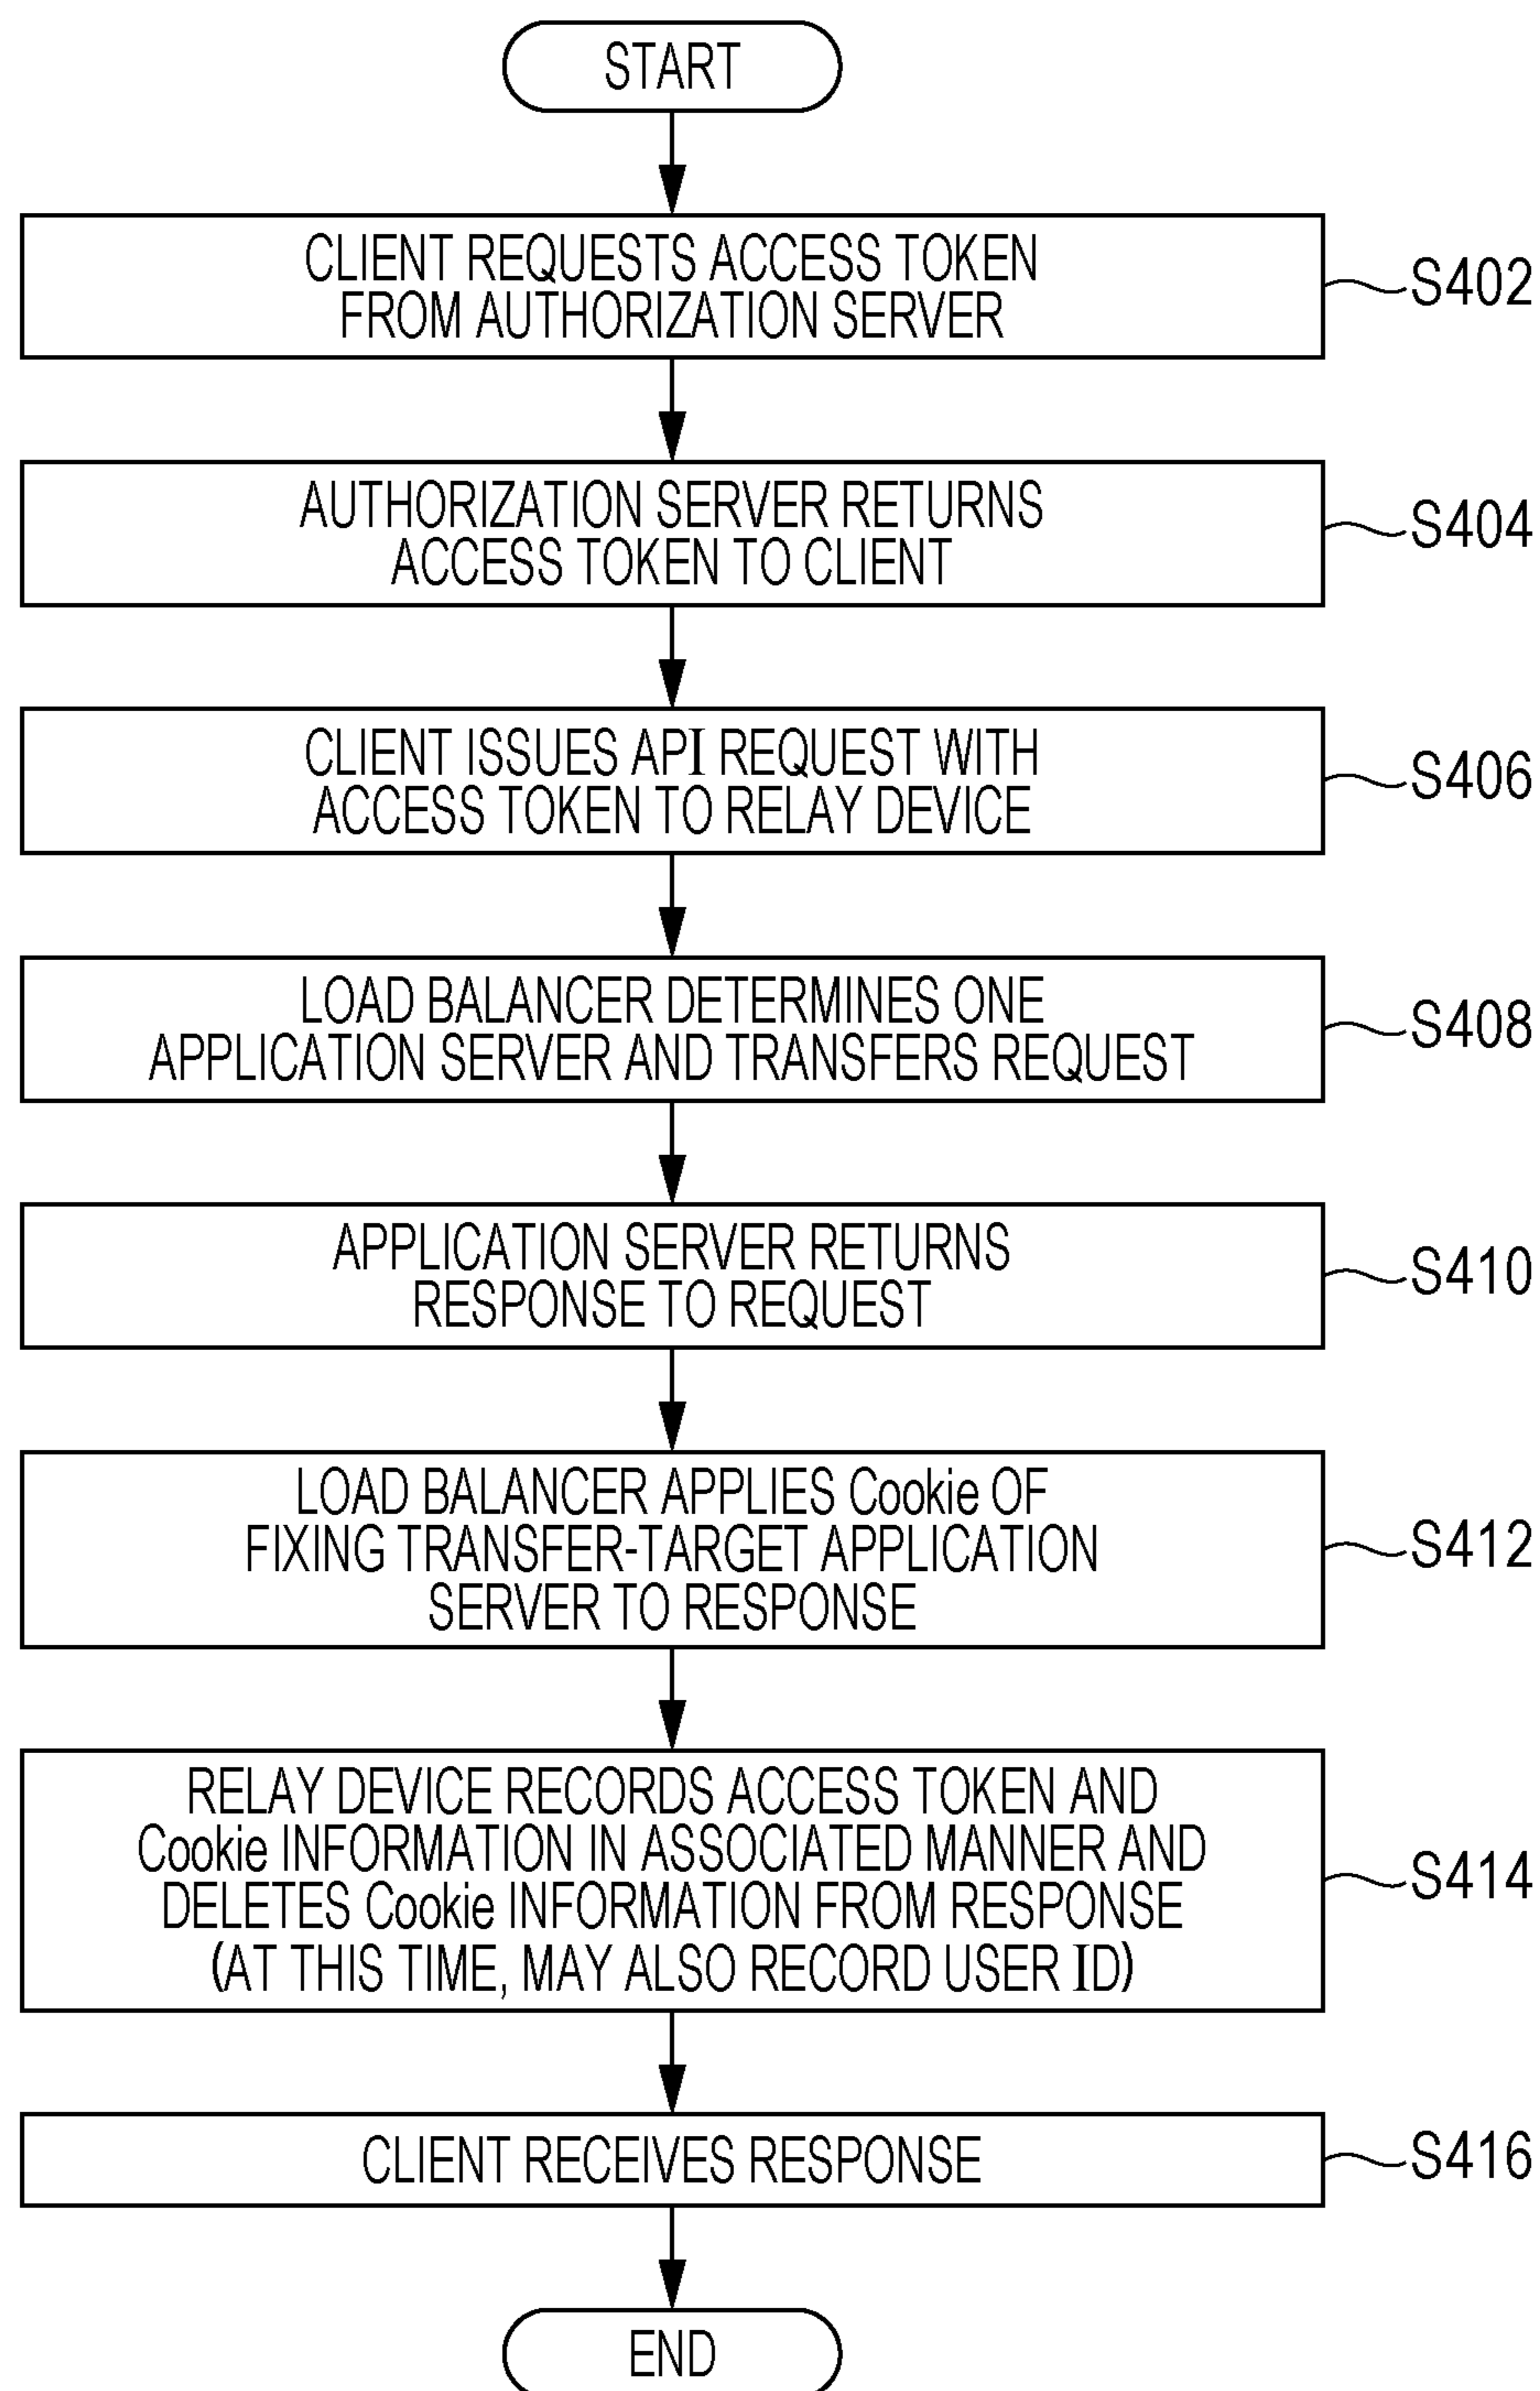 START
CLIENT REQUESTS ACCESS TOKEN
FROM AUTHORIZATION SERVER
S402
AUTHORIZATION SERVER RETURNS
ACCESS TOKEN TO CLIENT
S404
CLIENT ISSUES API REQUEST WITH
ACCESS TOKEN TO RELAY DEVICE
S406
LOAD BALANCER DETERMINES ONE
APPLICATION SERVER AND TRANSFERS REQUEST
S408
APPLICATION SERVER RETURNS
RESPONSE TO REQUEST
S410
LOAD BALANCER APPLIES Cookie OF
FIXING TRANSFER-TARGET APPLICATION
SERVER TO RESPONSE
S412
RELAY DEVICE RECORDS ACCESS TOKEN AND
Cookie INFORMATION IN ASSOCIATED MANNER AND
DELETES Cookie INFORMATION FROM RESPONSE
(AT THIS TIME, MAY ALSO RECORD USER ID)
S414
CLIENT RECEIVES RESPONSE
S416
END